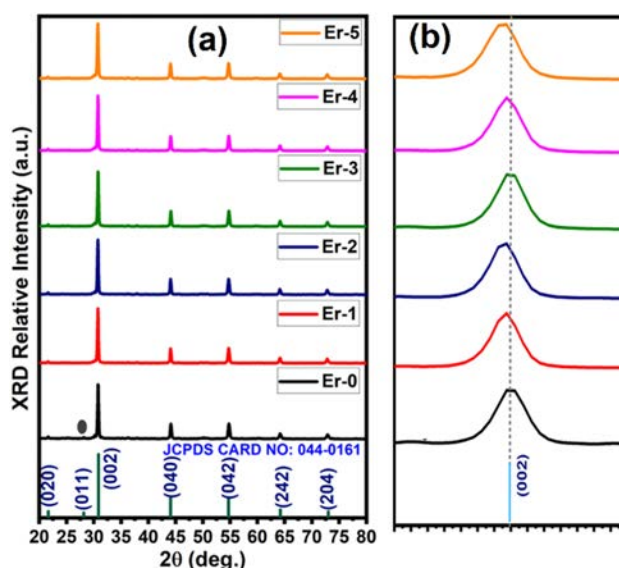 (a)
(b)
Er-5
Er-4
Er-3
Er-2
Er-1
Er-0
XRD Relative Intensity (a.u.)
JCPDS CARD NO: 044-0161
(020)
(011)
(002)
(040)
(042)
(242)
(204)
(002)
20 25 30 35 40 45 50 55 60 65 70 75 80
2θ (deg.)